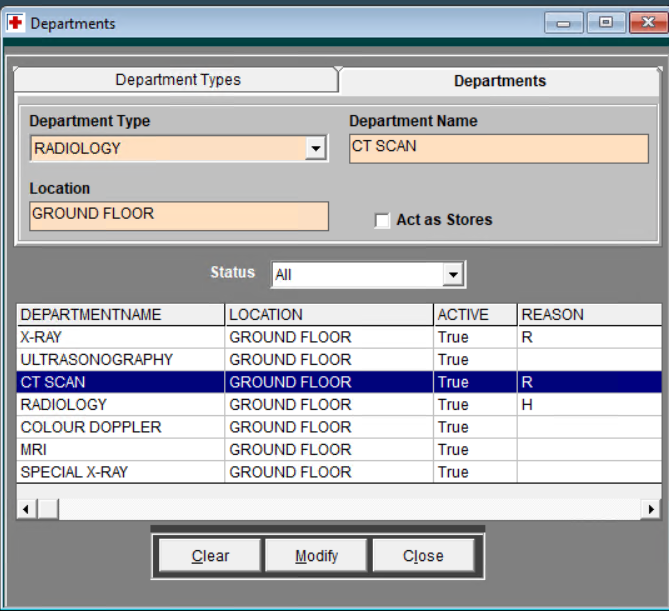 Departments
Department Types Departments
Department Type Department Name
RADIOLOGY CT SCAN
Location
GROUND FLOOR Act as Stores
Status All
DEPARTMENTNAME LOCATION ACTIVE REASON
X-RAY GROUND FLOOR True R
ULTRASONOGRAPHY GROUND FLOOR True
CT SCAN GROUND FLOOR True R
RADIOLOGY GROUND FLOOR True H
COLOUR DOPPLER GROUND FLOOR True
MRI GROUND FLOOR True
SPECIAL X-RAY GROUND FLOOR True
Clear Modify Close